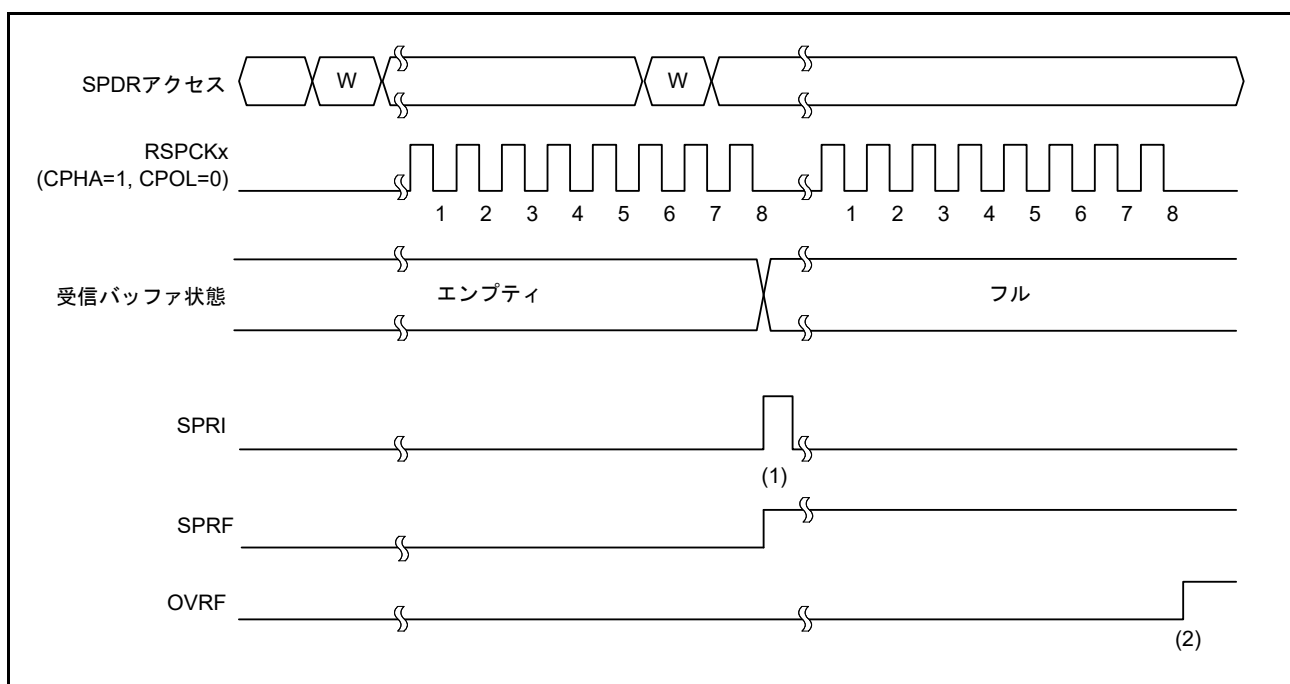 SPDRアクセス
W
W
RSPCKx
(CPHA=1, CPOL=0)
1 2 3 4 5 6 7 8 1 2 3 4 5 6 7 8
受信バッファ状態
エンプティ
フル
SPRI
(1)
SPRF
OVRF
(2)